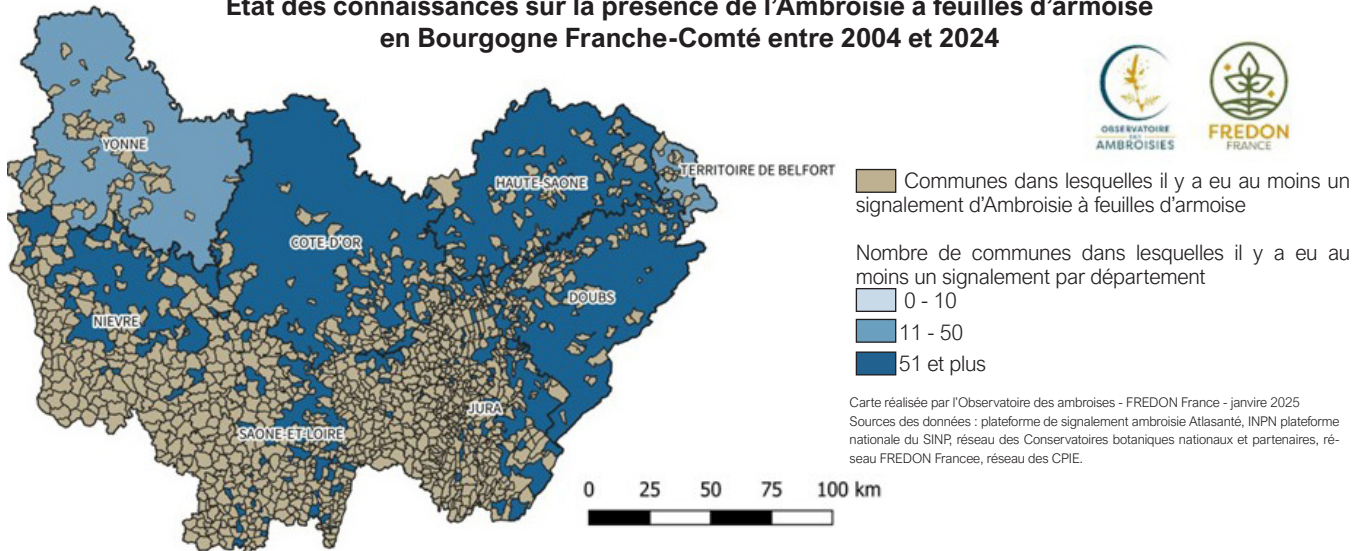 Etat des connaissances sur la présence de l'Ambroisie à feuilles d'armoise
en Bourgogne Franche-Comté entre 2004 et 2024
OBSERVATOIRE
DES
AMBROISIES
FREDON
FRANCE
YONNE
TERRITOIRE DE BELFORT
HAUTE-SAONE
COTE-D'OR
DOUBS
NIEVRE
JURA
SAONE-ET-LOIRE
Communes dans lesquelles il y a eu au moins un
signalement d'Ambroisie à feuilles d'armoise
Nombre de communes dans lesquelles il y a eu au
moins un signalement par département
0 - 10
11 - 50
51 et plus
Carte réalisée par l'Observatoire des ambroises - FREDON France - janvire 2025
Sources des données : plateforme de signalement ambroisie Atlasanté, INPN plateforme
nationale du SINP, réseau des Conservatoires botaniques nationaux et partenaires, ré-
seau FREDON Francee, réseau des CPIE.
0 25 50 75 100 km